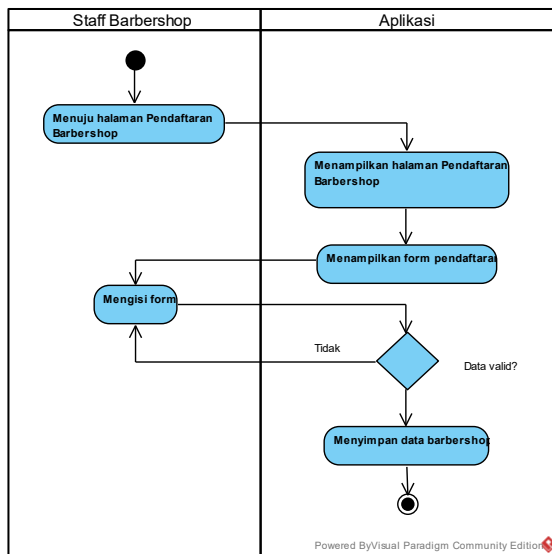 Staff Barbershop
Aplikasi
Menuju halaman Pendaftaran
Barbershop
Menampilkan halaman Pendaftaran
Barbershop
Menampilkan form pendaftaran
Mengisi form
Tidak
Data valid?
Menyimpan data barbershop
Powered ByVisual Paradigm Community Edition